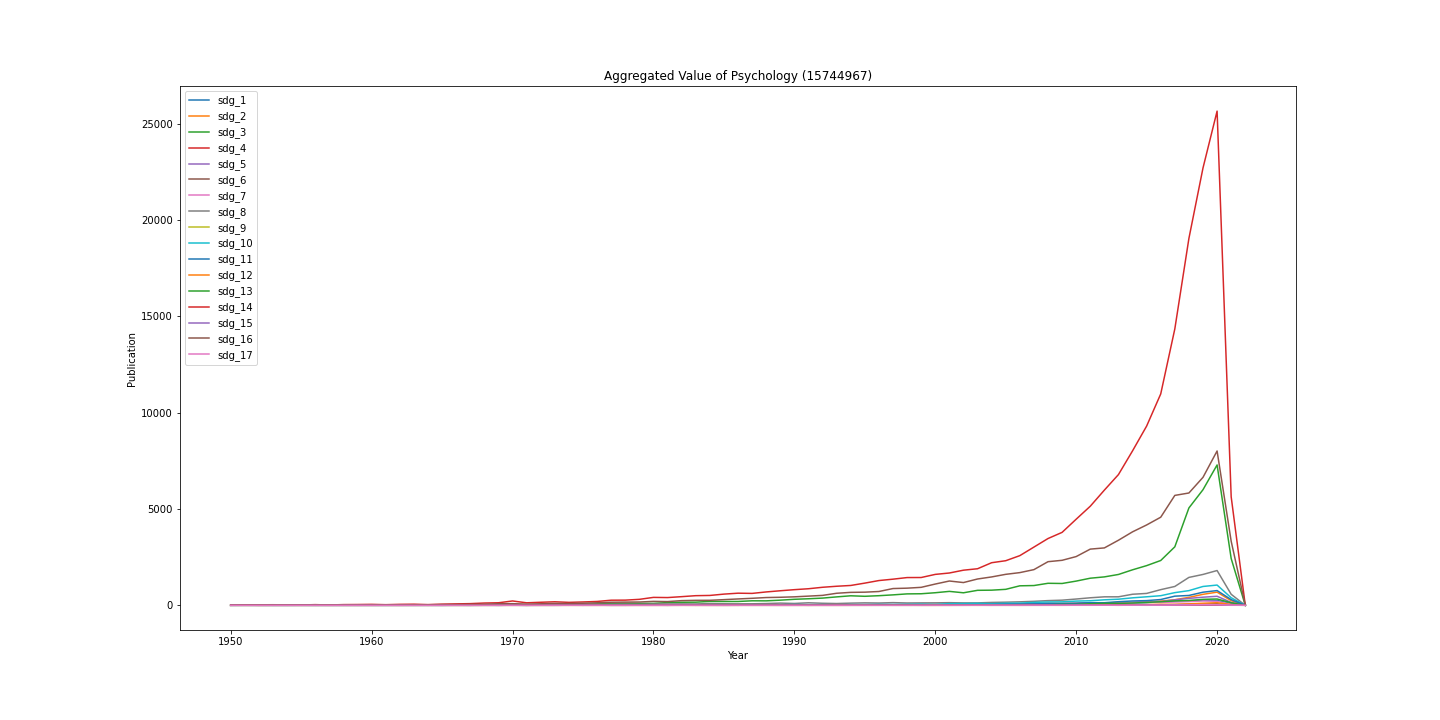 Aggregated Value of Psychology (15744967)
sdg_1
sdg_2
sdg_3
sdg_4
sdg_5
sdg_6
sdg_7
sdg_8
sdg_9
sdg_10
sdg_11
sdg_12
sdg_13
sdg_14
sdg_15
sdg_16
sdg_17
25000
20000
15000
10000
5000
0
Publication
1950 1960 1970 1980 1990 2000 2010 2020
Year